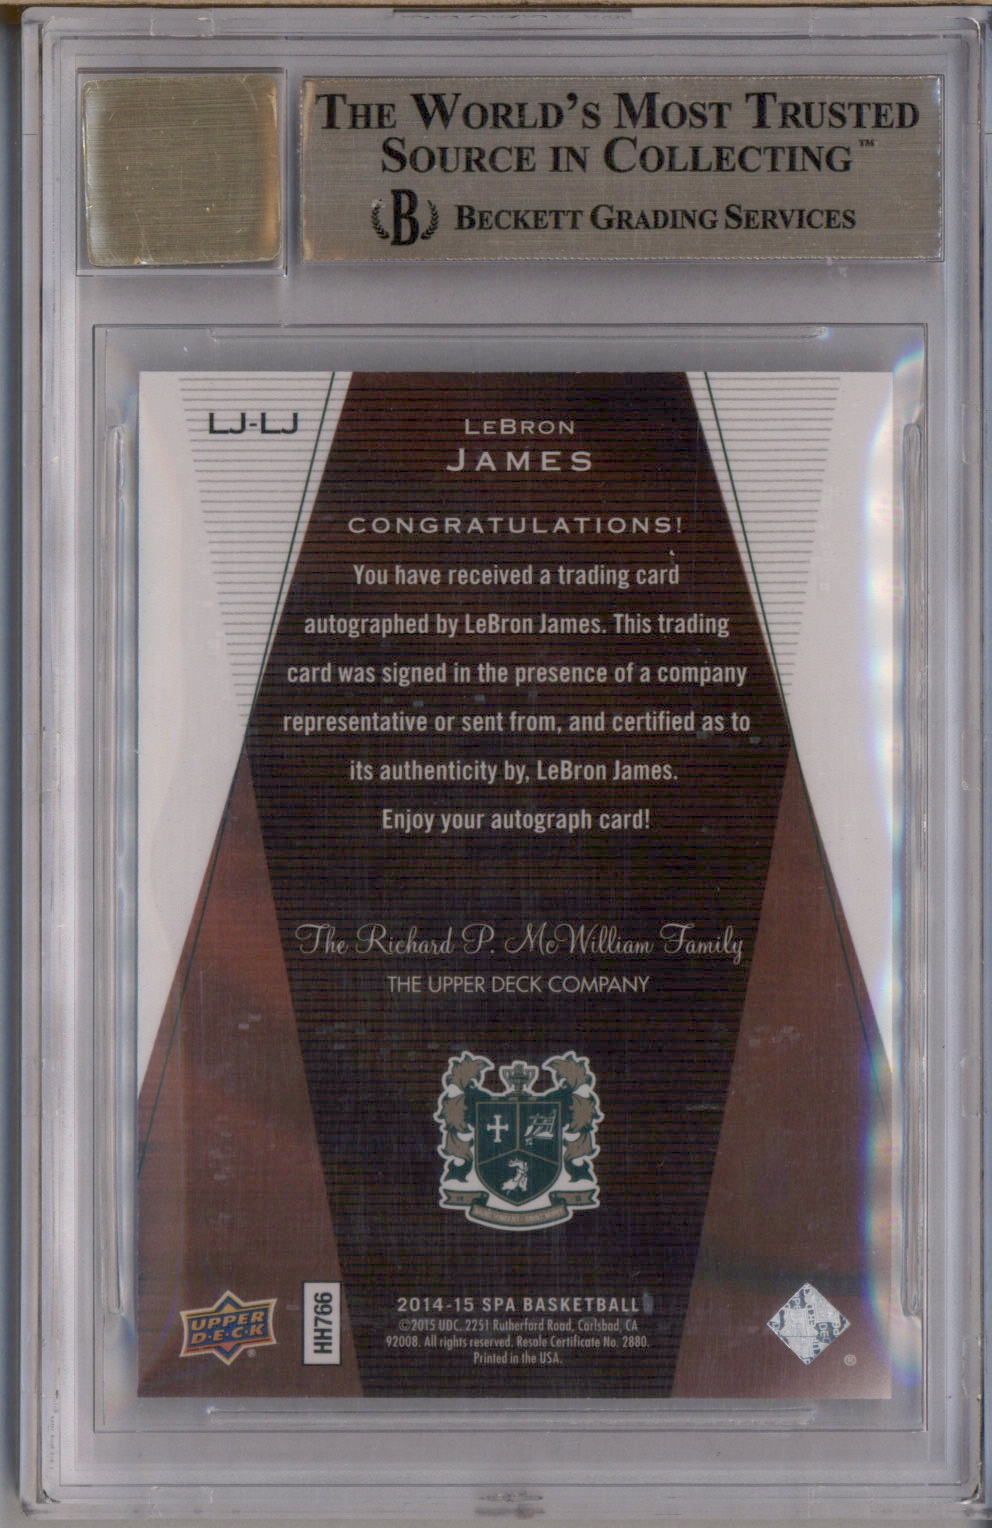 THE WORLD'S MOST TRUSTED
SOURCE IN COLLECTING™
B BECKETT GRADING SERVICES
LJ-LJ
LEBRON
JAMES
CONGRATULATIONS!
You have received a trading card
autographed by LeBron James. This trading
card was signed in the presence of a company
representative or sent from, and certified as to
its authenticity by, LeBron James.
Enjoy your autograph card!
The Richard P. McWilliam Family
THE UPPER DECK COMPANY
UPPER
D·E·C·K
®
HH766
2014-15 SPA BASKETBALL
©2015 UDC. 2251 Rutherford Road, Carlsbad, CA
92008. All rights reserved. Resale Certificate No. 2880.
Printed in the USA.
®